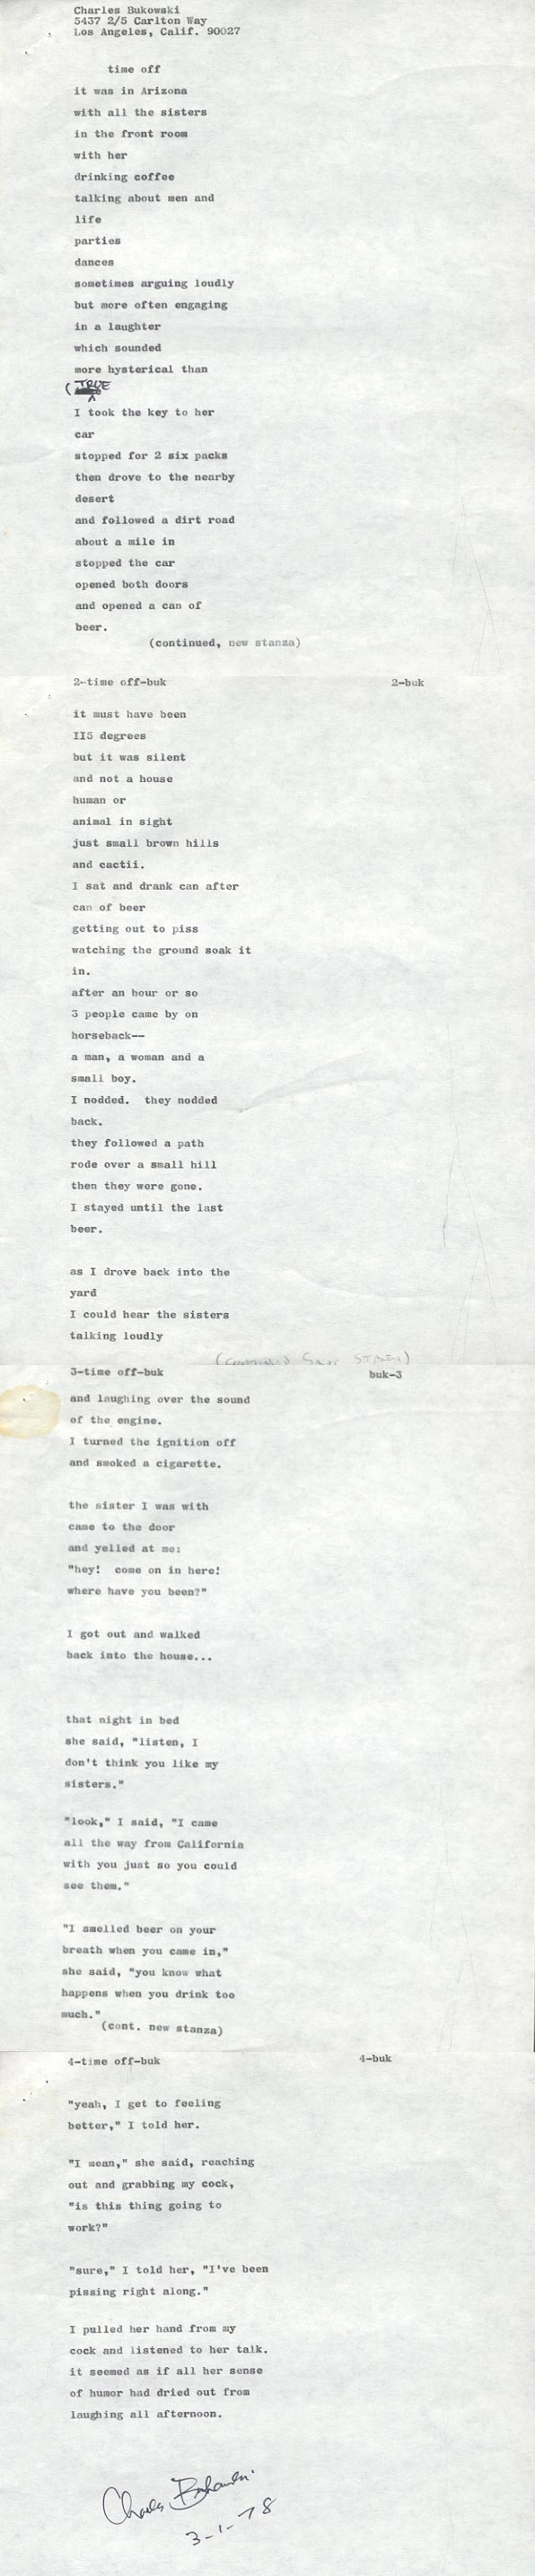 Charles Bukowski
5437 2/5 Carlton Way
Los Angeles, Calif. 90027
time off
it was in Arizona
with all the sisters
in the front room
with her
drinking coffee
talking about men and
life
parties
dances
sometimes arguing loudly
but more often engaging
in a laughter
which sounded
more hysterical than
TRUE
I took the key to her
car
stopped for 2 six packs
then drove to the nearby
desert
and followed a dirt road
about a mile in
stopped the car
opened both doors
and opened a can of
beer.
(continued, new stanza)
2-time off-buk 2-buk
it must have been
II5 degrees
but it was silent
and not a house
human or
animal in sight
just small brown hills
and cactii.
I sat and drank can after
can of beer
getting out to piss
watching the ground soak it
in.
after an hour or so
3 people came by on
horseback--
a man, a woman and a
small boy.
I nodded. they nodded
back.
they followed a path
rode over a small hill
then they were gone.
I stayed until the last
beer.
as I drove back into the
yard
I could hear the sisters
talking loudly
(CONTINUED SAME STANZA)
3-time off-buk buk-3
and laughing over the sound
of the engine.
I turned the ignition off
and smoked a cigarette.
the sister I was with
came to the door
and yelled at me:
"hey! come on in here!
where have you been?"
I got out and walked
back into the house...
that night in bed
she said, "listen, I
don't think you like my
sisters."
"look," I said, "I came
all the way from California
with you just so you could
see them."
"I smelled beer on your
breath when you came in,"
she said, "you know what
happens when you drink too
much."
(cont. new stanza)
4-time off-buk 4-buk
"yeah, I get to feeling
better," I told her.
"I mean," she said, reaching
out and grabbing my cock,
"is this thing going to
work?"
"sure," I told her, "I've been
pissing right along."
I pulled her hand from my
cock and listened to her talk.
it seemed as if all her sense
of humor had dried out from
laughing all afternoon.
Charles Bukowski
3-1-78